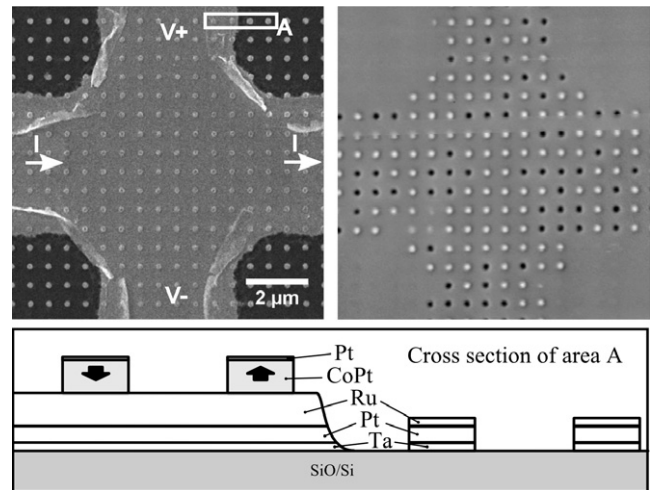 V+
A
I
I
V-
2 µm
Pt
Cross section of area A
CoPt
Ru
Pt
Ta
SiO/Si